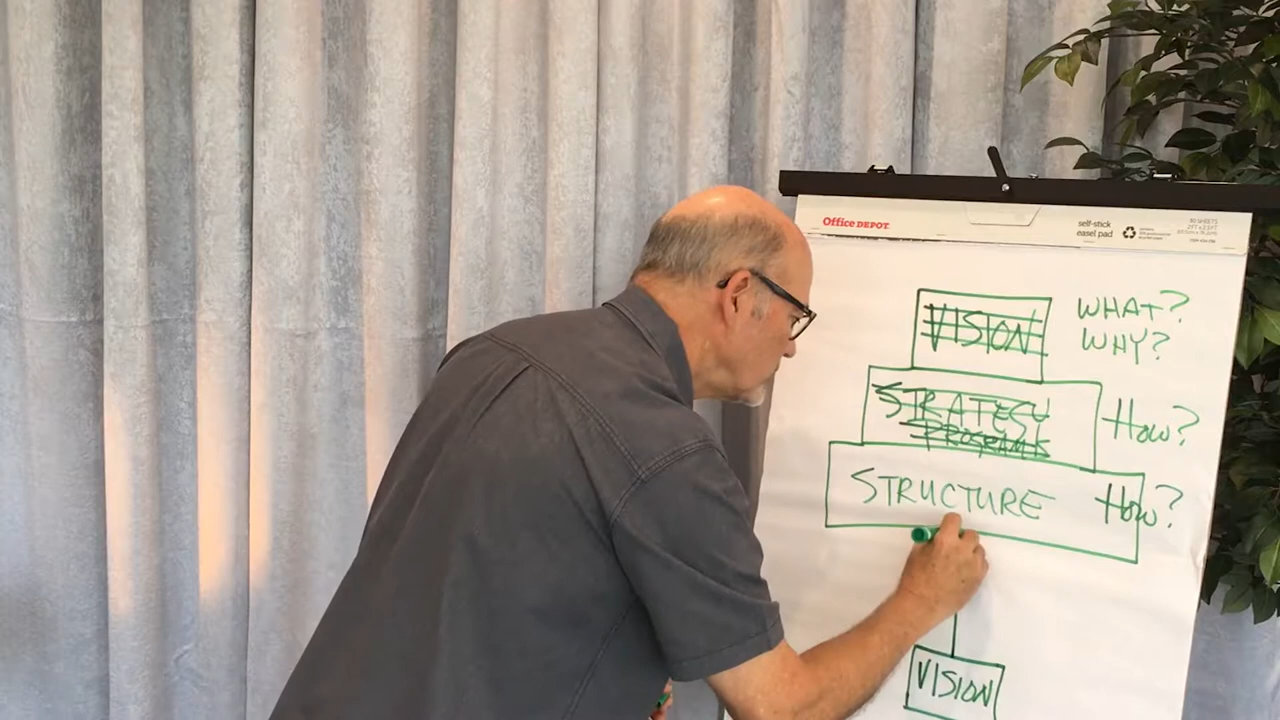 Office DEPOT
self-stick
easel pad
VISION
WHAT?
WHY?
STRATEGY
PROGRAMS
How?
STRUCTURE
How?
VISION